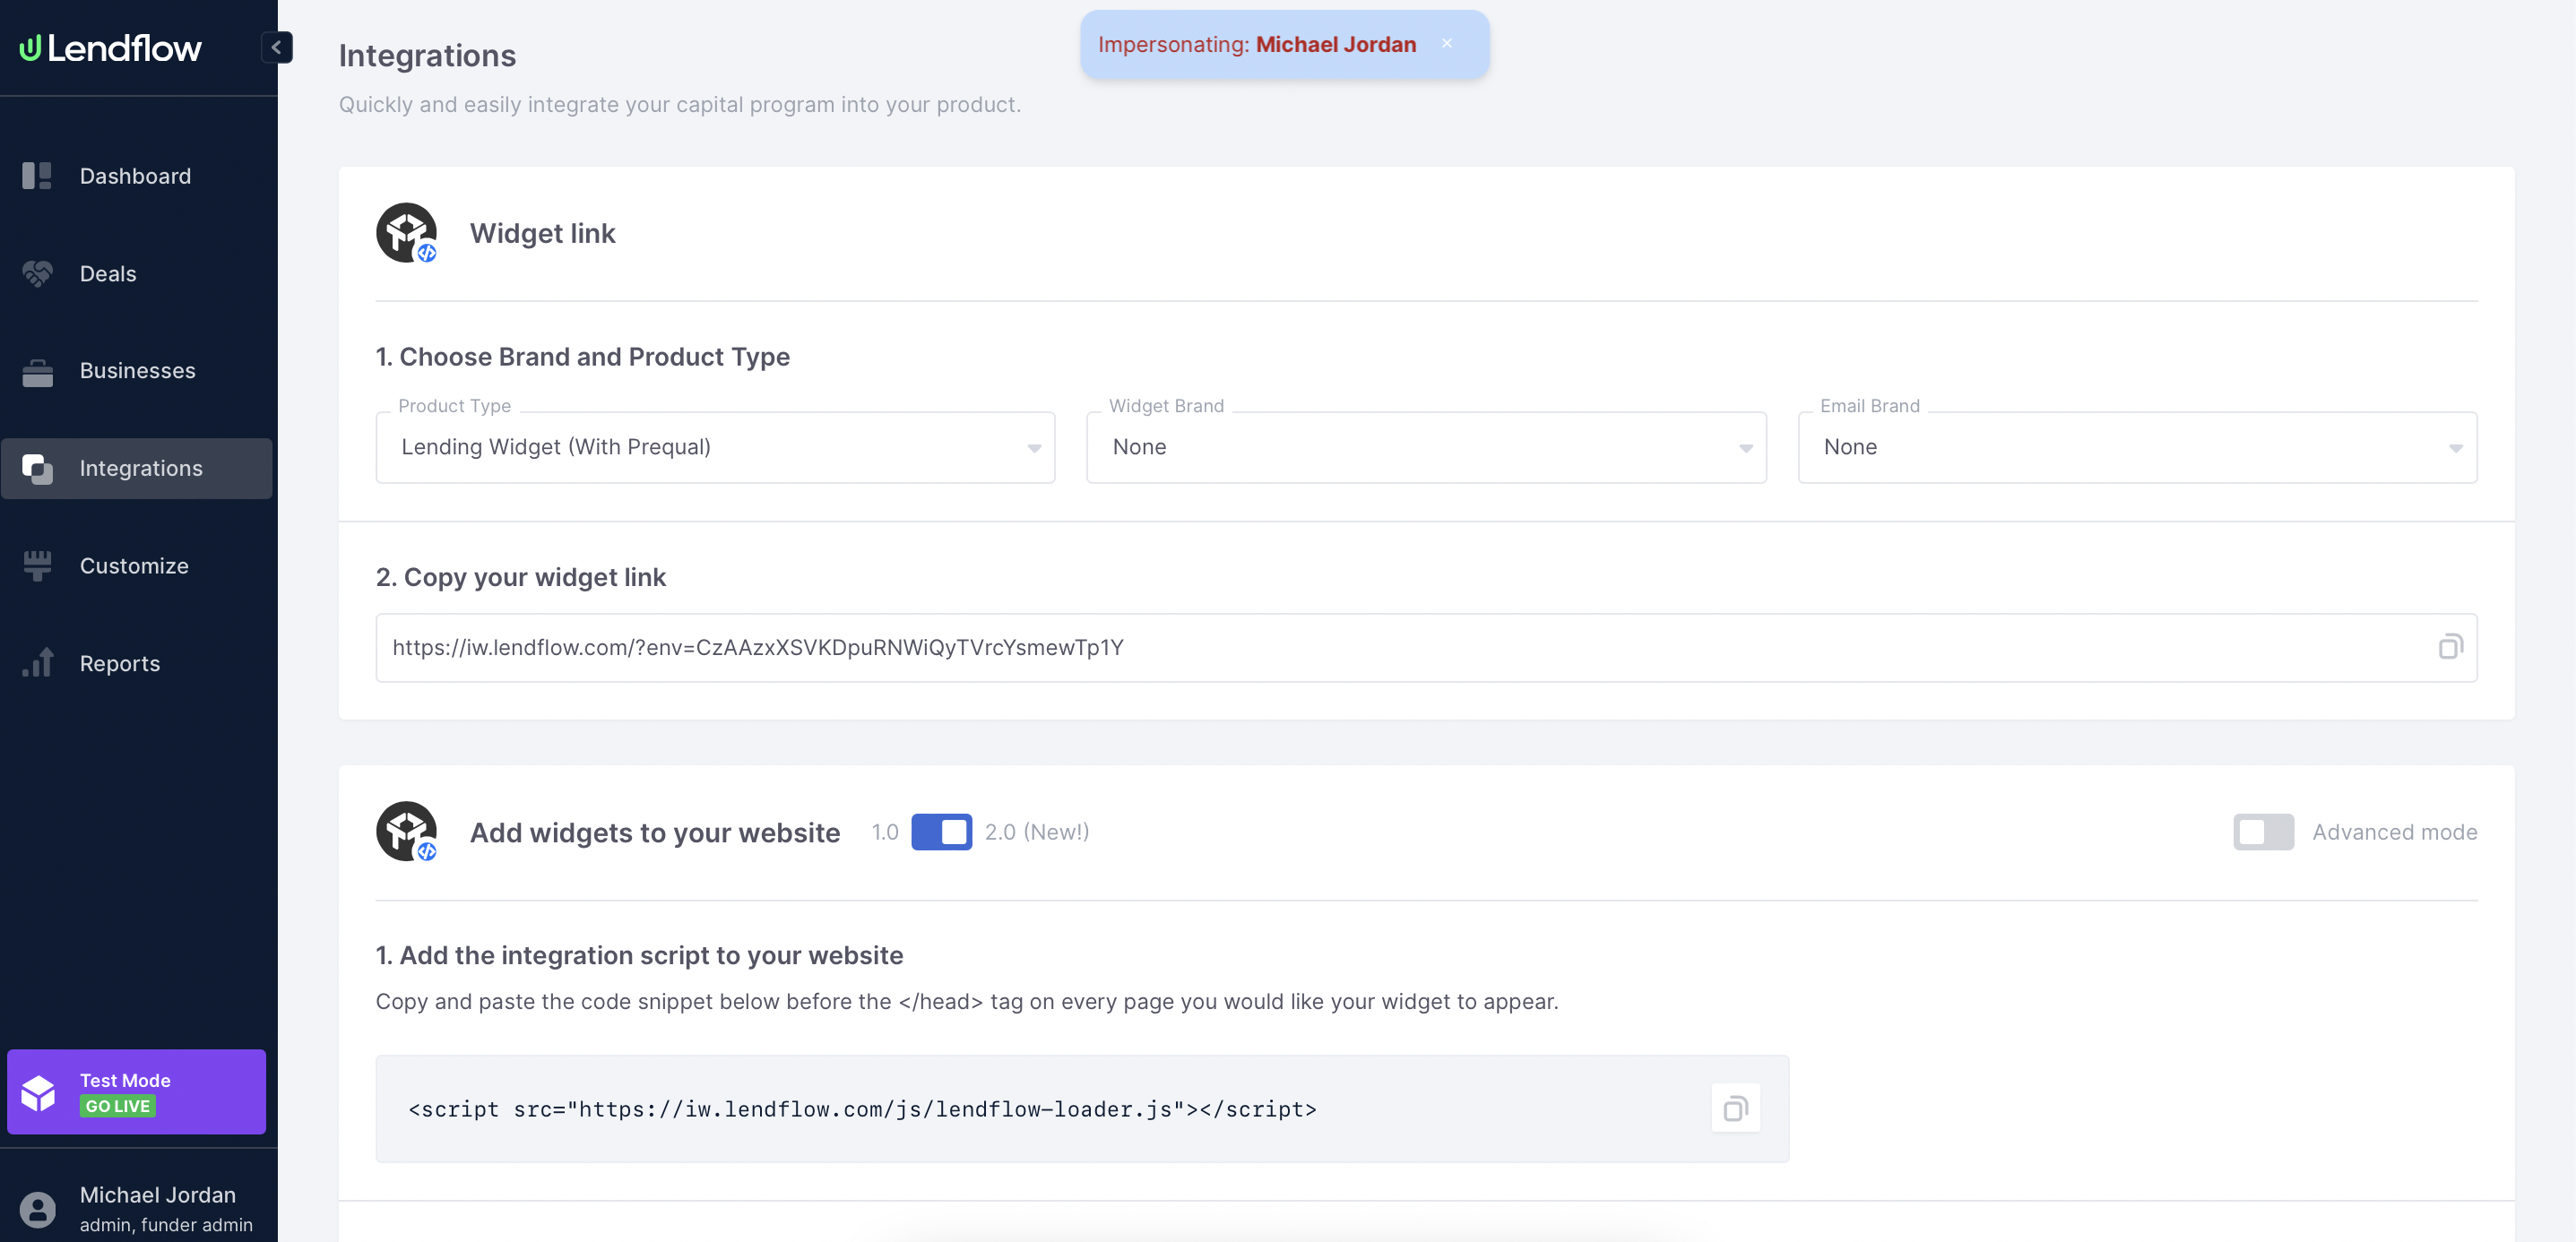 Lendflow
Impersonating: Michael Jordan ×
Integrations
Quickly and easily integrate your capital program into your product.
Dashboard
Deals
Businesses
Integrations
Customize
Reports
Test Mode
GO LIVE
Michael Jordan
admin, funder admin
Widget link
1. Choose Brand and Product Type
Product Type
Lending Widget (With Prequal)
Widget Brand
None
Email Brand
None
2. Copy your widget link
https://iw.lendflow.com/?env=CzAAzxXSVKDpuRNWiQyTVrcYsmewTp1Y
Add widgets to your website
1.0
2.0 (New!)
Advanced mode
1. Add the integration script to your website
Copy and paste the code snippet below before the </head> tag on every page you would like your widget to appear.
<script src="https://iw.lendflow.com/js/lendflow-loader.js"></script>